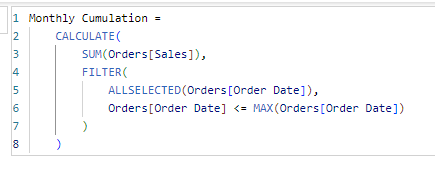 1 Monthly Cumulation =
2 CALCULATE(
3 SUM(Orders[Sales]),
4 FILTER(
5 ALLSELECTED(Orders[Order Date]),
6 Orders[Order Date] <= MAX(Orders[Order Date])
7 )
8 )